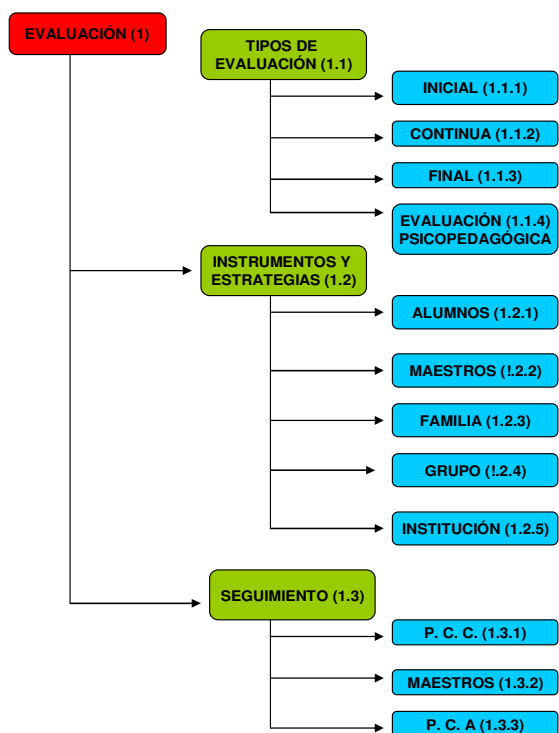 EVALUACIÓN (1)
TIPOS DE
EVALUACIÓN (1.1)
INICIAL (1.1.1)
CONTINUA (1.1.2)
FINAL (1.1.3)
EVALUACIÓN (1.1.4)
PSICOPEDAGÓGICA
INSTRUMENTOS Y
ESTRATEGIAS (1.2)
ALUMNOS (1.2.1)
MAESTROS (!.2.2)
FAMILIA (1.2.3)
GRUPO (!.2.4)
INSTITUCIÓN (1.2.5)
SEGUIMIENTO (1.3)
P. C. C. (1.3.1)
MAESTROS (1.3.2)
P. C. A (1.3.3)